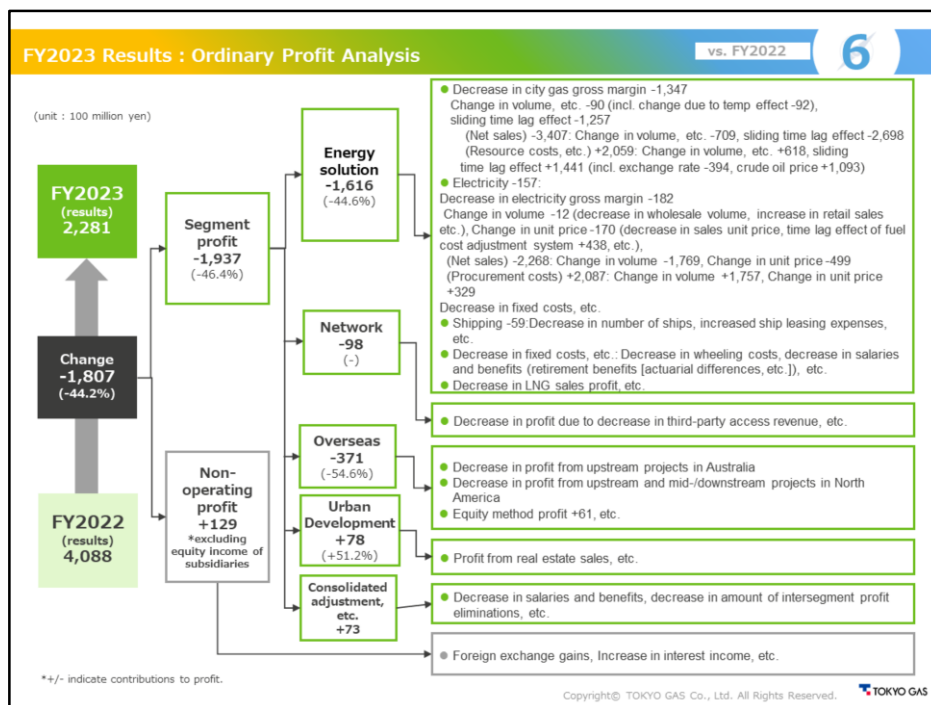 FY2023 Results : Ordinary Profit Analysis
vs. FY2022
6
(unit : 100 million yen)
FY2023
(results)
2,281
Change
-1,807
(-44.2%)
FY2022
(results)
4,088
Segment
profit
-1,937
(-46.4%)
Non-
operating
profit
+129
*excluding
equity income of
subsidiaries
Energy
solution
-1,616
(-44.6%)
Network
-98
(-)
Overseas
-371
(-54.6%)
Urban
Development
+78
(+51.2%)
Consolidated
adjustment,
etc.
+73
● Decrease in city gas gross margin -1,347
Change in volume, etc. -90 (incl. change due to temp effect -92),
sliding time lag effect -1,257
(Net sales) -3,407: Change in volume, etc. -709, sliding time lag effect -2,698
(Resource costs, etc.) +2,059: Change in volume, etc. +618, sliding
time lag effect +1,441 (incl. exchange rate -394, crude oil price +1,093)
● Electricity -157:
Decrease in electricity gross margin -182
Change in volume -12 (decrease in wholesale volume, increase in retail sales
etc.), Change in unit price -170 (decrease in sales unit price, time lag effect of fuel
cost adjustment system +438, etc.),
(Net sales) -2,268: Change in volume -1,769, Change in unit price -499
(Procurement costs) +2,087: Change in volume +1,757, Change in unit price
+329
Decrease in fixed costs, etc.
● Shipping -59:Decrease in number of ships, increased ship leasing expenses,
etc.
● Decrease in fixed costs, etc.: Decrease in wheeling costs, decrease in salaries
and benefits (retirement benefits [actuarial differences, etc.]), etc.
● Decrease in LNG sales profit, etc.
● Decrease in profit due to decrease in third-party access revenue, etc.
● Decrease in profit from upstream projects in Australia
● Decrease in profit from upstream and mid-/downstream projects in North
America
● Equity method profit +61, etc.
● Profit from real estate sales, etc.
● Decrease in salaries and benefits, decrease in amount of intersegment profit
eliminations, etc.
● Foreign exchange gains, Increase in interest income, etc.
*+/- indicate contributions to profit.
Copyright© TOKYO GAS Co., Ltd. All Rights Reserved.
TOKYO GAS